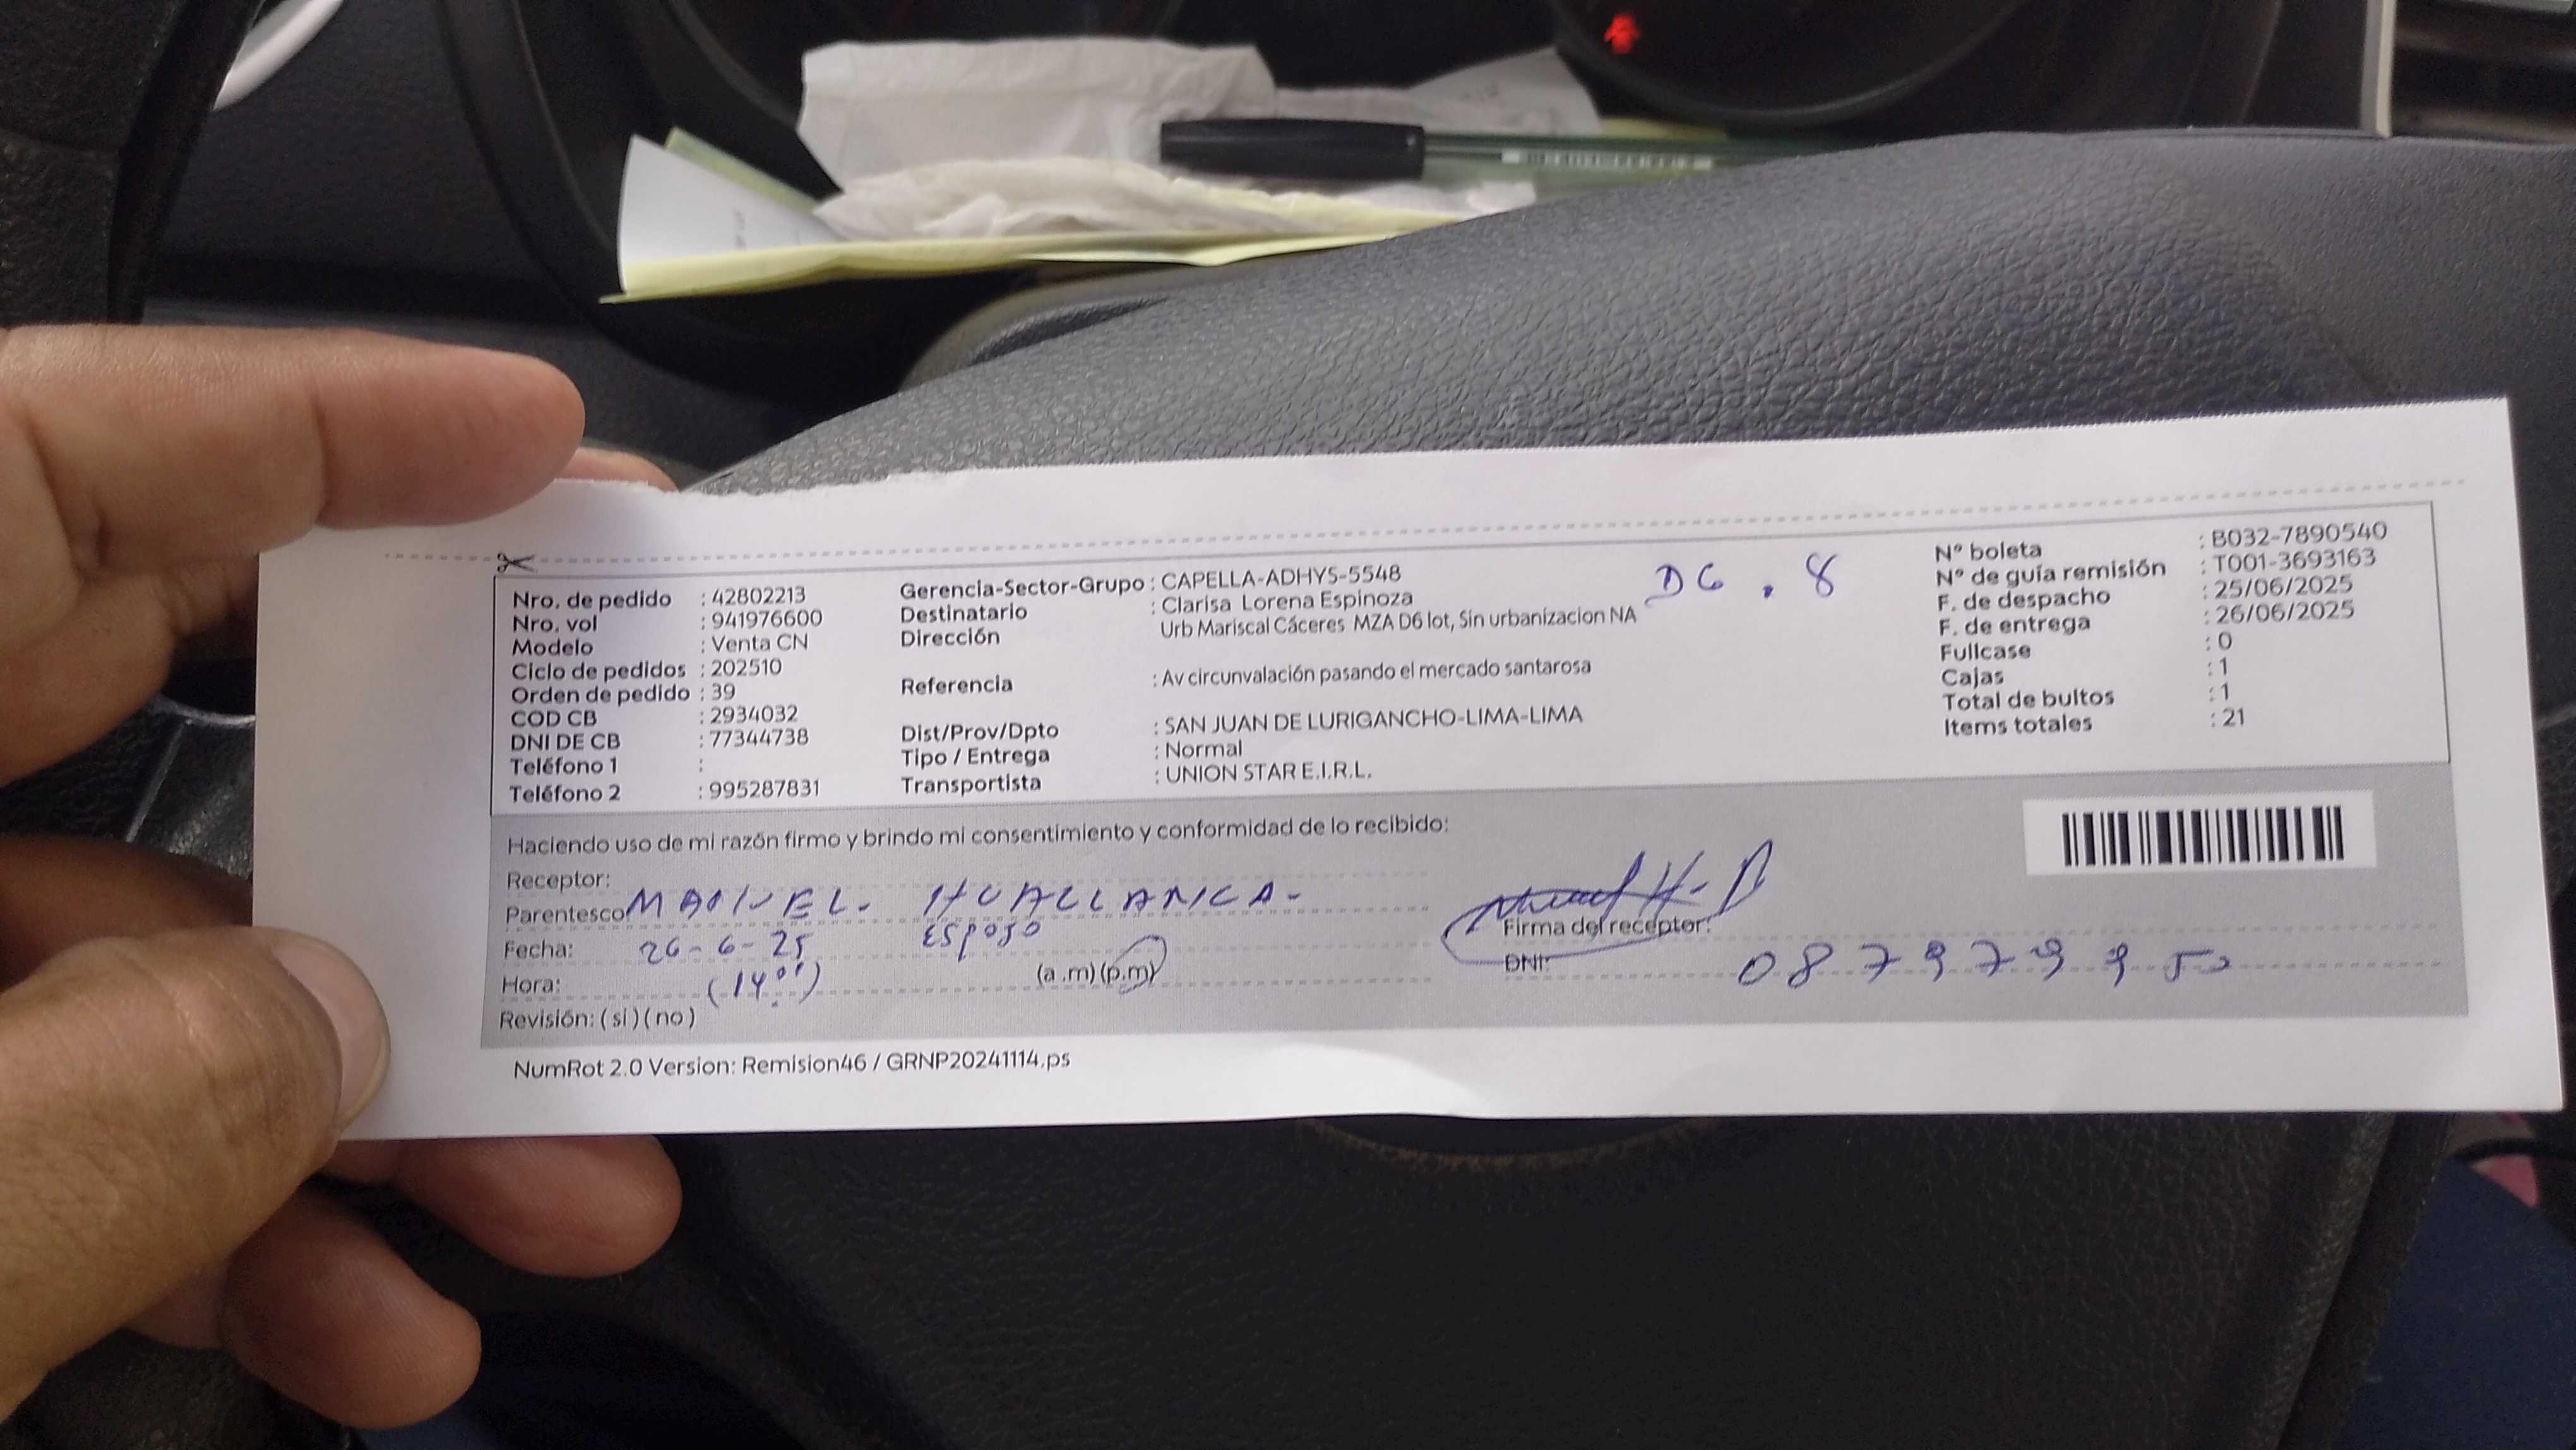 Nro. de pedido : 42802213
Nro. vol : 941976600
Modelo : Venta CN
Ciclo de pedidos : 202510
Orden de pedido : 39
COD CB : 2934032
DNI DE CB : 77344738
Teléfono 1 :
Teléfono 2 : 995287831
Gerencia-Sector-Grupo : CAPELLA-ADHYS-5548
Destinatario : Clarisa Lorena Espinoza
Dirección Urb Mariscal Cáceres MZA D6 lot, Sin urbanizacion NA
Referencia : Av circunvalación pasando el mercado santarosa
Dist/Prov/Dpto : SAN JUAN DE LURIGANCHO-LIMA-LIMA
Tipo / Entrega : Normal
Transportista : UNION STAR E.I.R.L.
D6 . 8
N° boleta : B032-7890540
N° de guía remisión : T001-3693163
F. de despacho : 25/06/2025
F. de entrega : 26/06/2025
Fullcase : 0
Cajas : 1
Total de bultos : 1
Items totales : 21
Haciendo uso de mi razón firmo y brindo mi consentimiento y conformidad de lo recibido:
Receptor:
Parentesco MANUEL. HUALLANCA-
Esposo
Fecha: 26-6-25
Hora: (14:00) (a.m) (p.m)
Revisión: ( si ) ( no )
Firma del receptor:
DNI:
NumRot 2.0 Version: Remision46 / GRNP20241114.ps